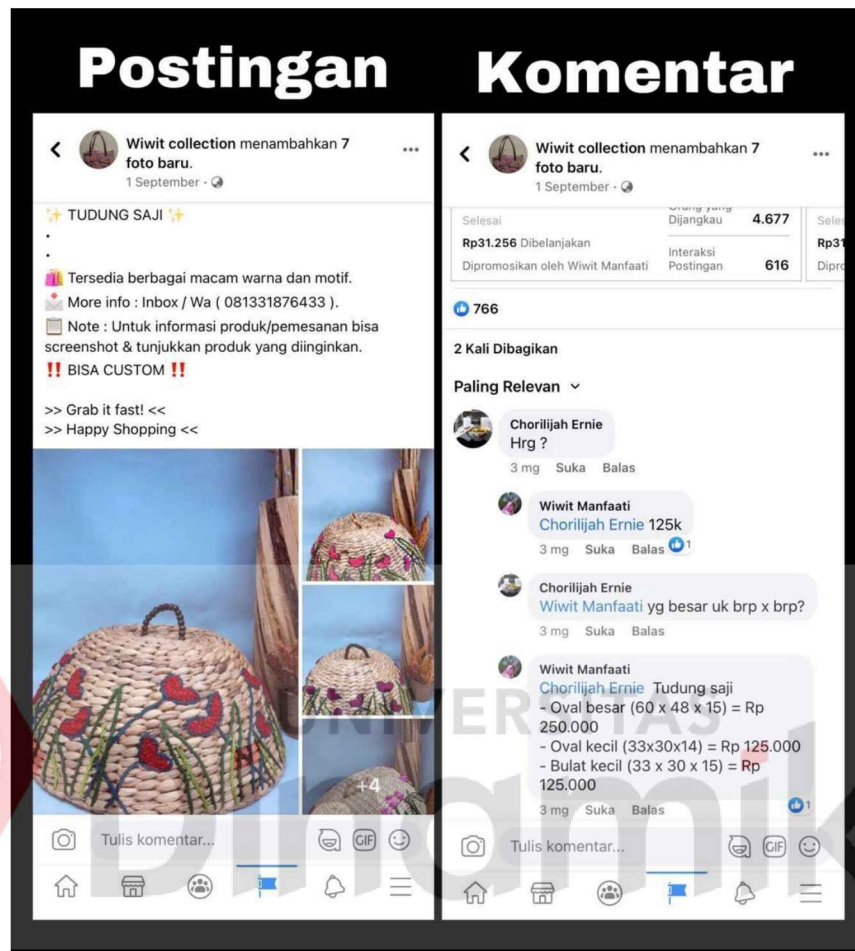 Postingan
Wiwit collection menambahkan 7
foto baru.
1 September
✨ TUDUNG SAJI ✨
.
.
🛍️ Tersedia berbagai macam warna dan motif.
📩 More info : Inbox / Wa ( 081331876433 ).
📋 Note : Untuk informasi produk/pemesanan bisa
screenshot & tunjukkan produk yang diinginkan.
‼️ BISA CUSTOM ‼️
>> Grab it fast! <<
>> Happy Shopping <<
+4
Tulis komentar...
GIF
Komentar
Wiwit collection menambahkan 7
foto baru.
1 September
Selesai
Orang yang
Dijangkau 4.677
Rp31.256 Dibelanjakan
Dipromosikan oleh Wiwit Manfaati
Interaksi
Postingan 616
766
2 Kali Dibagikan
Paling Relevan
Chorilijah Ernie
Hrg ?
3 mg Suka Balas
Wiwit Manfaati
Chorilijah Ernie 125k
3 mg Suka Balas 1
Chorilijah Ernie
Wiwit Manfaati yg besar uk brp x brp?
3 mg Suka Balas
Wiwit Manfaati
Chorilijah Ernie Tudung saji
- Oval besar (60 x 48 x 15) = Rp
250.000
- Oval kecil (33x30x14) = Rp 125.000
- Bulat kecil (33 x 30 x 15) = Rp
125.000
3 mg Suka Balas 1
Tulis komentar...
GIF
UNIVERSITAS
Dinamik